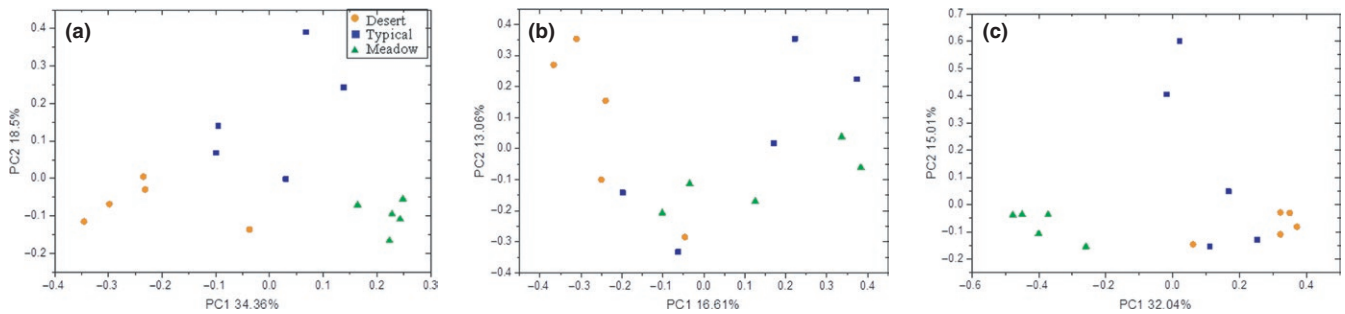 (a)
Desert
Typical
Meadow
0.4
0.3
0.2
0.1
0.0
−0.1
−0.2
PC2 18.5%
−0.4 −0.3 −0.2 −0.1 0.0 0.1 0.2 0.3
PC1 34.36%
(b)
0.4
0.3
0.2
0.1
0.0
−0.1
−0.2
−0.3
−0.4
PC2 13.06%
−0.4 −0.3 −0.2 −0.1 0.0 0.1 0.2 0.3 0.4
PC1 16.61%
(c)
0.7
0.6
0.5
0.4
0.3
0.2
0.1
0.0
−0.1
−0.2
PC2 15.01%
−0.4 −0.2 0.0 0.2 0.4
PC1 32.04%